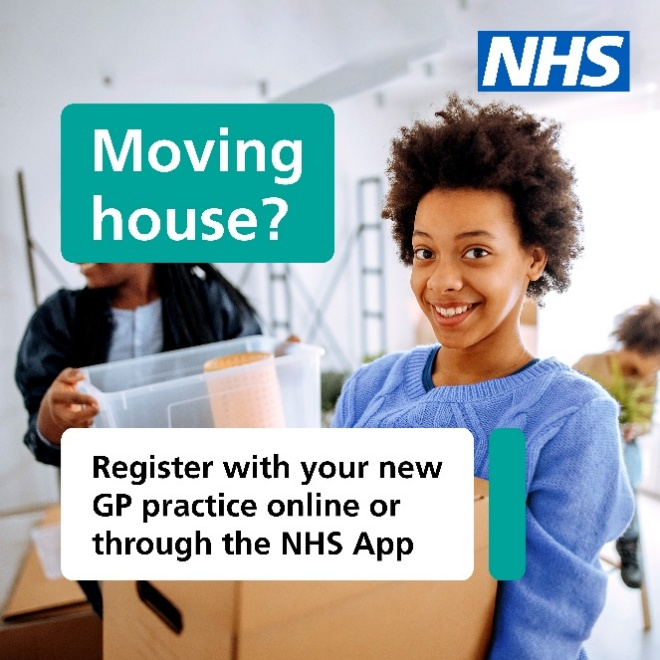 NHS
Moving
house?
Register with your new
GP practice online or
through the NHS App